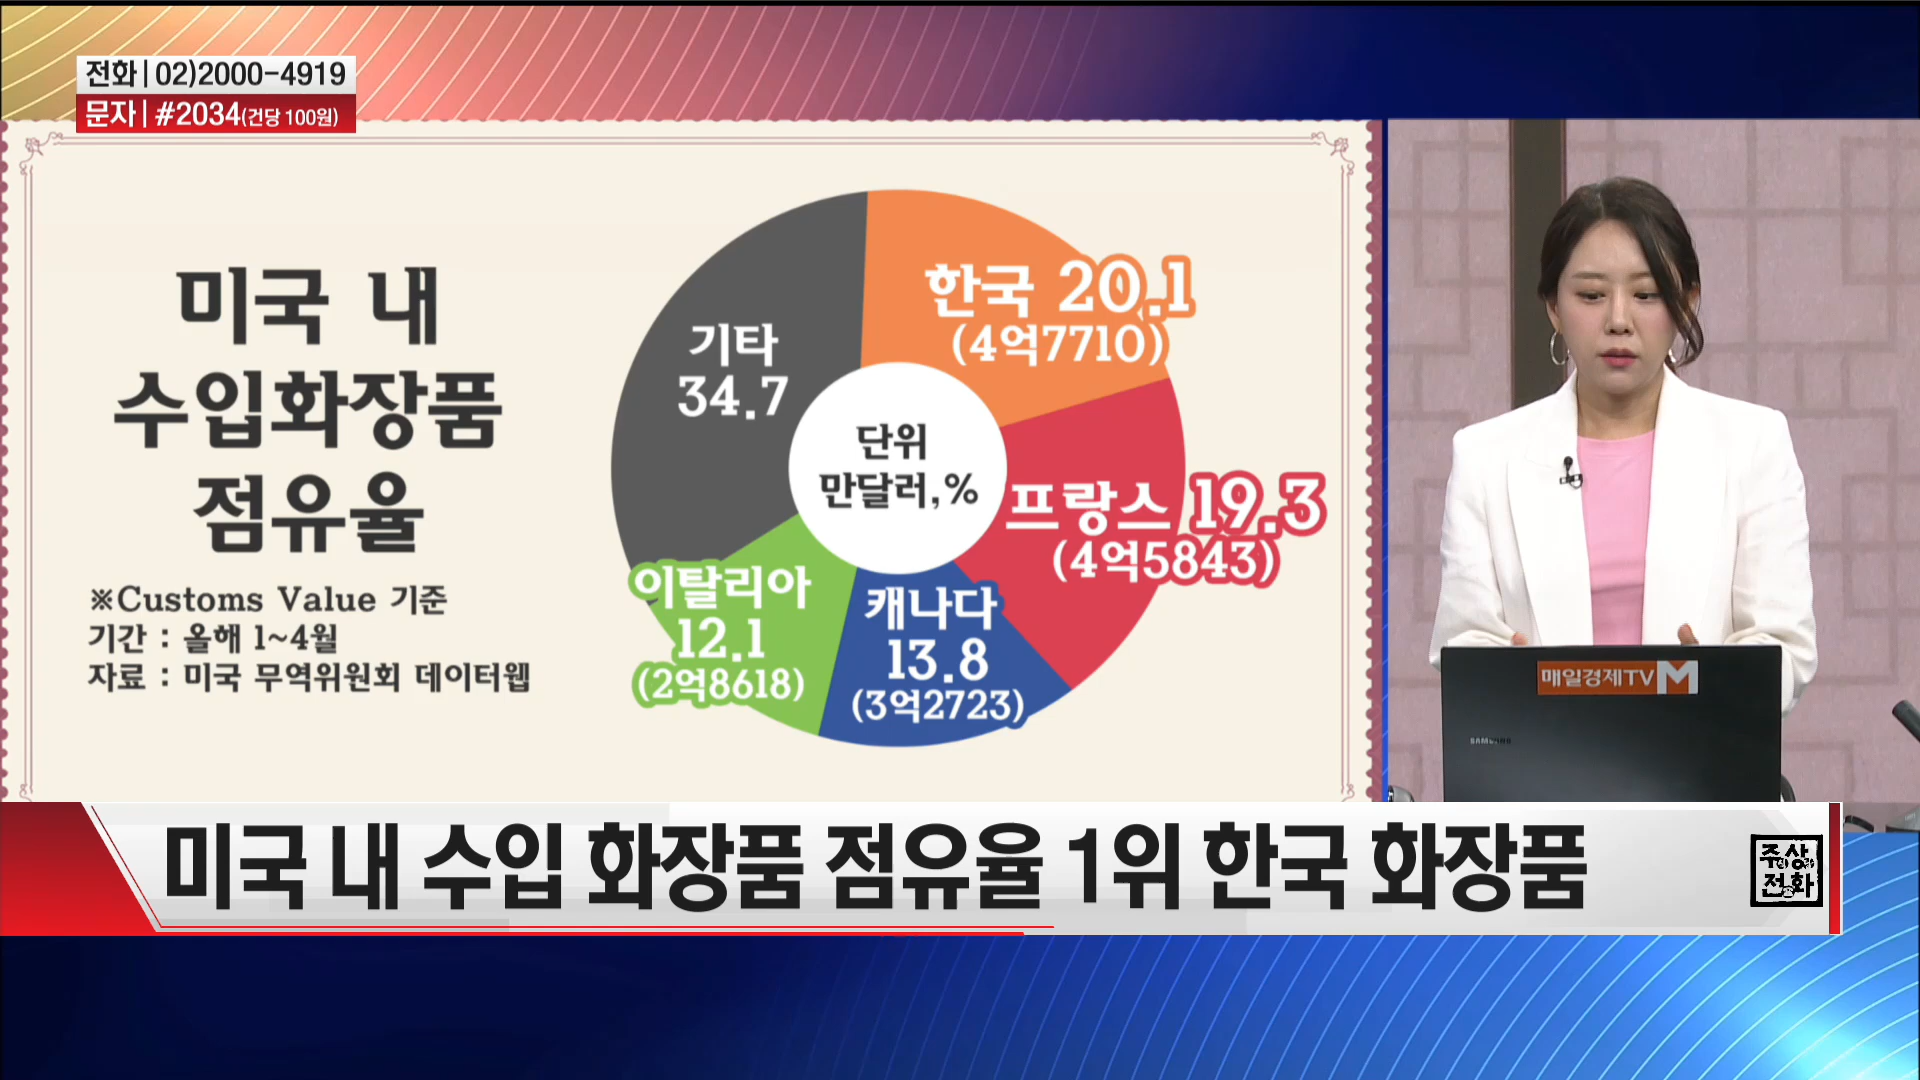 전화 | 02)2000-4919
문자 | #2034(건당 100원)
미국 내
수입화장품
점유율
※Customs Value 기준
기간 : 올해 1~4월
자료 : 미국 무역위원회 데이터웹
한국 20.1
(4억7710)
프랑스 19.3
(4억5843)
캐나다
13.8
(3억2723)
이탈리아
12.1
(2억8618)
기타
34.7
단위
만달러,%
매일경제TV M
SAMSUNG
미국 내 수입 화장품 점유율 1위 한국 화장품
주상
전화